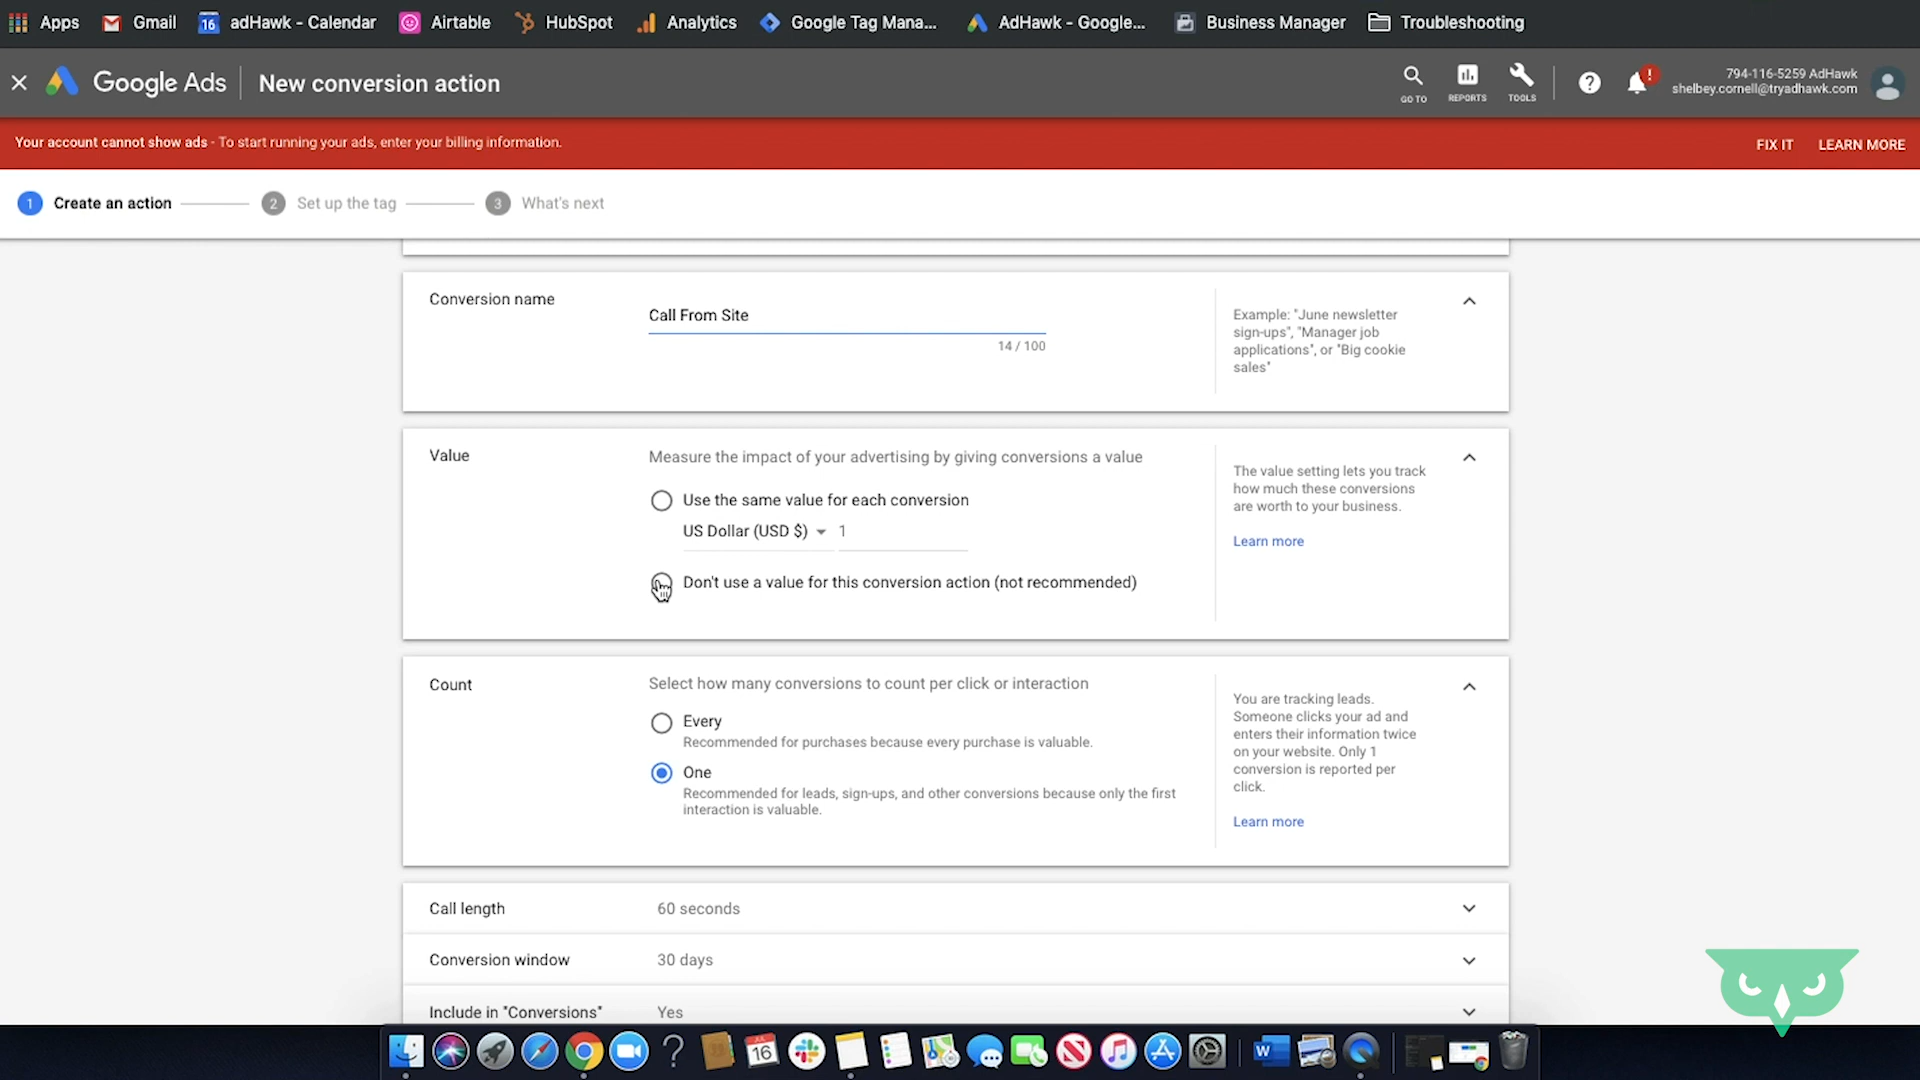 Apps
Gmail
16
adHawk - Calendar
Airtable
HubSpot
Analytics
Google Tag Mana...
AdHawk - Google...
Business Manager
Troubleshooting
Google Ads
New conversion action
GO TO
REPORTS
TOOLS
?
!
794-116-5259 AdHawk
shelbey.cornell@tryadhawk.com
Your account cannot show ads - To start running your ads, enter your billing information.
FIX IT
LEARN MORE
1 Create an action
2 Set up the tag
3 What's next
Conversion name
Call From Site
14 / 100
Example: "June newsletter
sign-ups", "Manager job
applications", or "Big cookie
sales"
Value
Measure the impact of your advertising by giving conversions a value
Use the same value for each conversion
US Dollar (USD $) 1
Don't use a value for this conversion action (not recommended)
The value setting lets you track
how much these conversions
are worth to your business.
Learn more
Count
Select how many conversions to count per click or interaction
Every
Recommended for purchases because every purchase is valuable.
One
Recommended for leads, sign-ups, and other conversions because only the first
interaction is valuable.
You are tracking leads.
Someone clicks your ad and
enters their information twice
on your website. Only 1
conversion is reported per
click.
Learn more
Call length
60 seconds
Conversion window
30 days
Include in "Conversions"
Yes
?
16
W